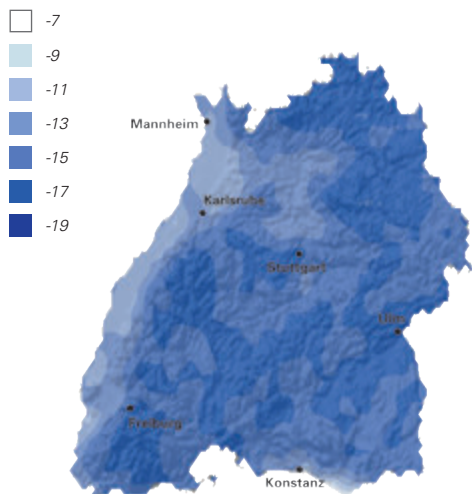 -7
-9
-11
-13
-15
-17
-19
Mannheim
Karlsruhe
Stuttgart
Ulm
Freiburg
Konstanz